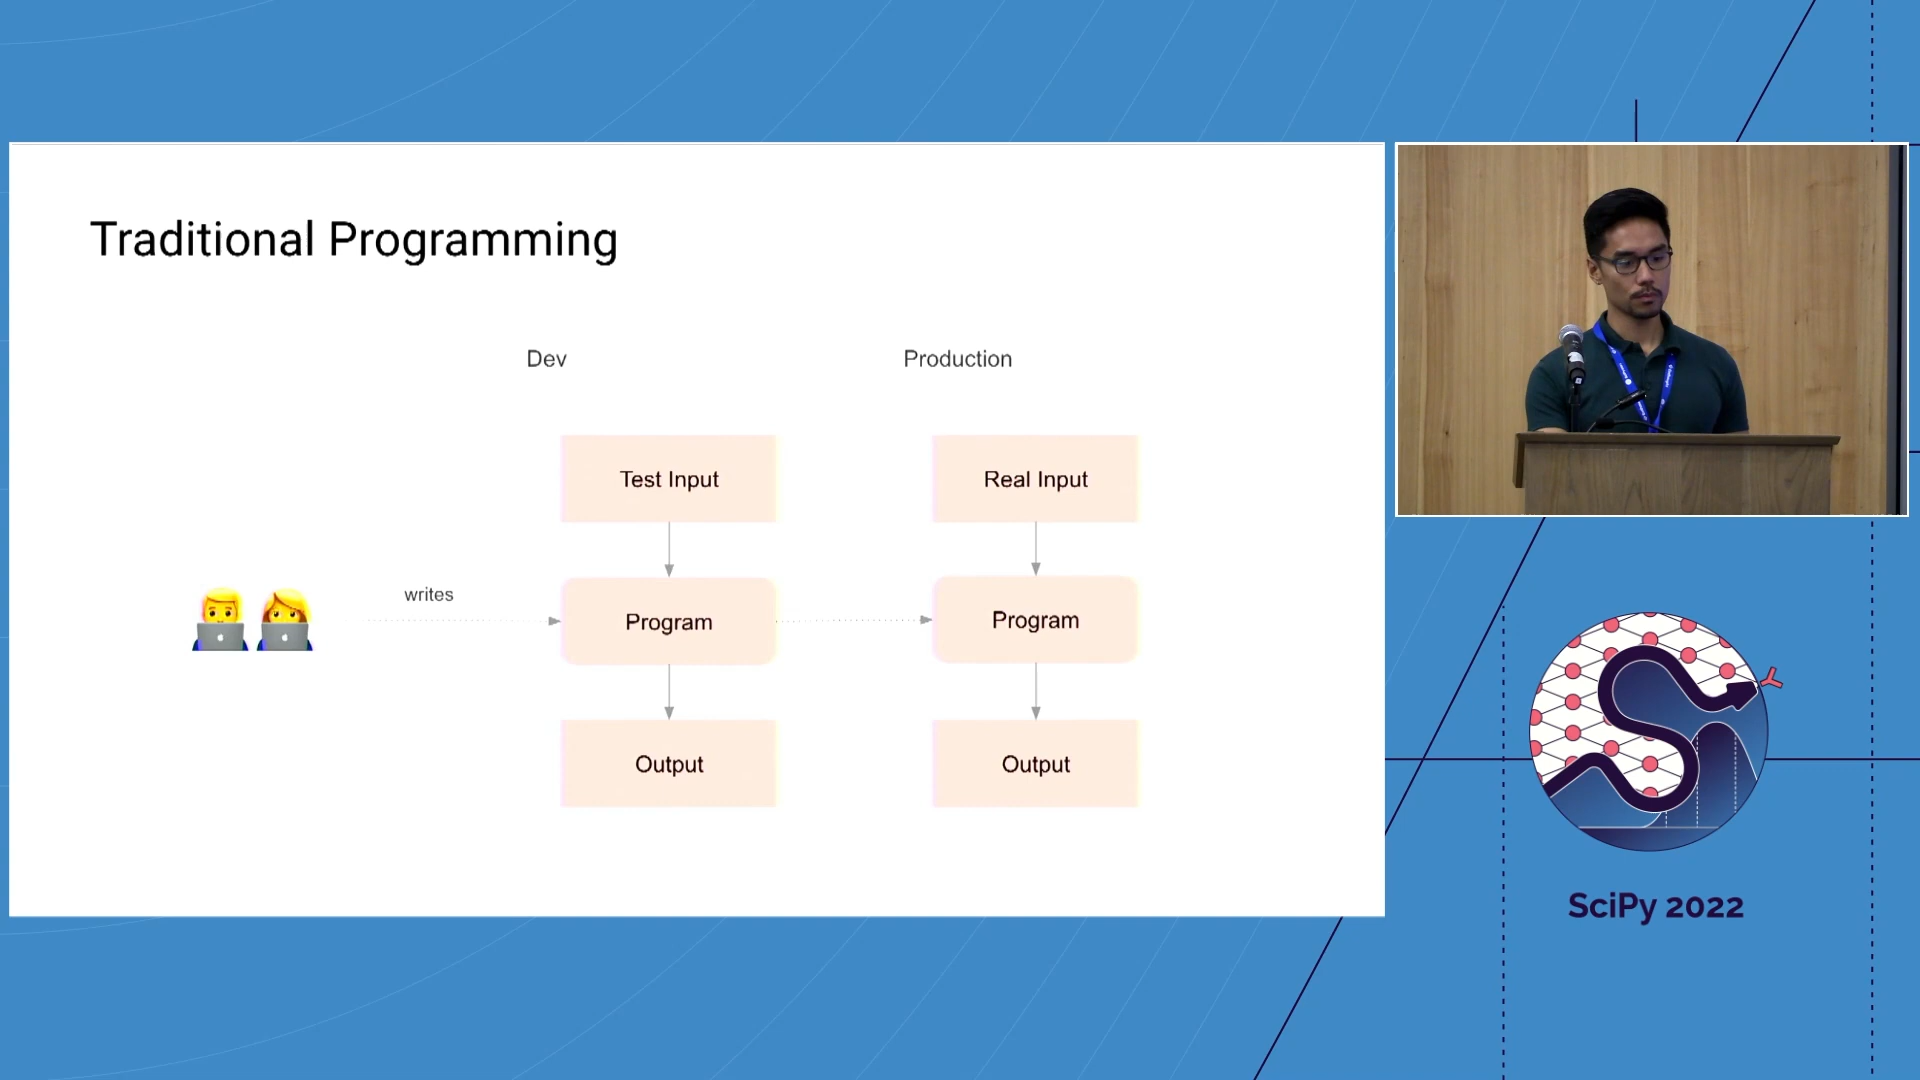 Traditional Programming
Dev
Production
Test Input
Real Input
writes
Program
Program
Output
Output
SciPy 2022